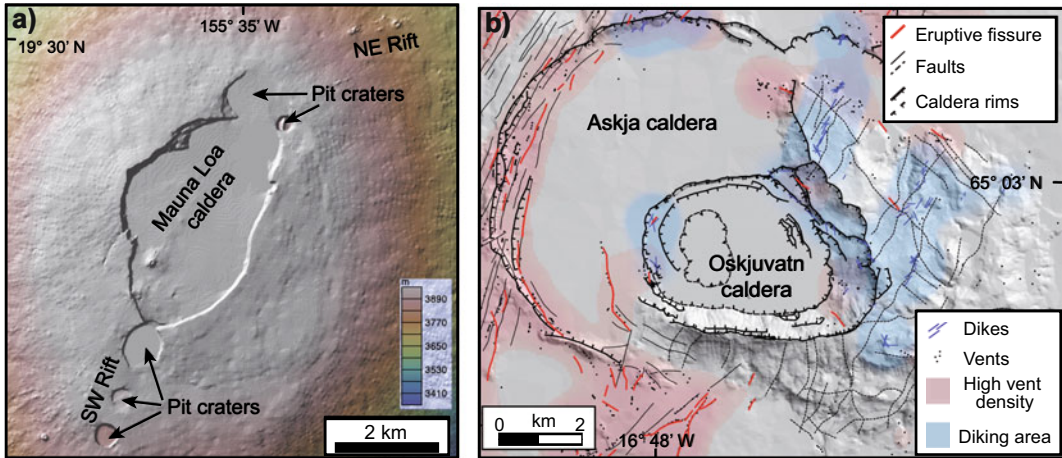 a)
155° 35' W
19° 30' N
NE Rift
Pit craters
Mauna Loa
caldera
m
3890
3770
3650
3530
3410
SW Rift
Pit craters
2 km
b)
Eruptive fissure
Faults
Caldera rims
Askja caldera
65° 03' N
Oskjuvatn
caldera
Dikes
Vents
High vent
density
Diking area
km
0 2
16° 48' W